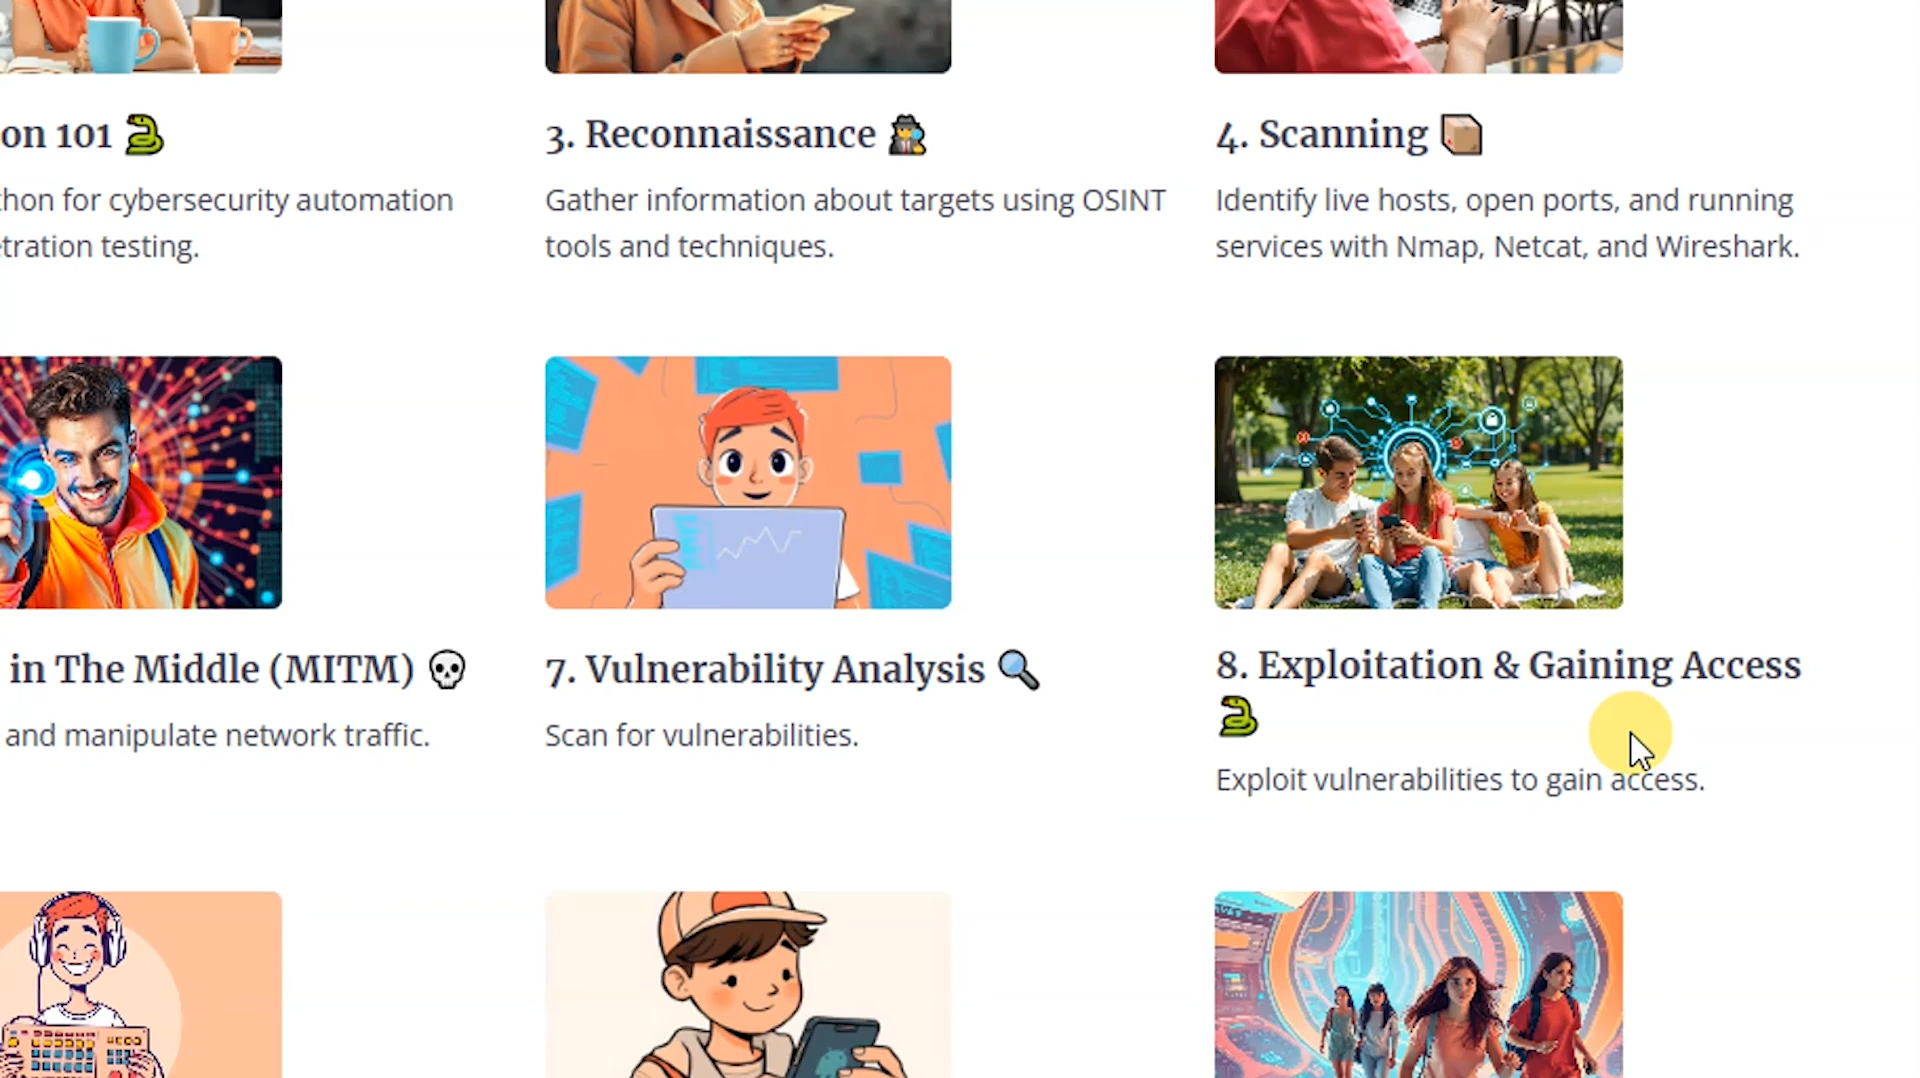 on 101
3. Reconnaissance
4. Scanning
for cybersecurity automation
testing.
Gather information about targets using OSINT
tools and techniques.
Identify live hosts, open ports, and running
services with Nmap, Netcat, and Wireshark.
in The Middle (MITM)
and manipulate network traffic.
7. Vulnerability Analysis
Scan for vulnerabilities.
8. Exploitation & Gaining Access
Exploit vulnerabilities to gain access.